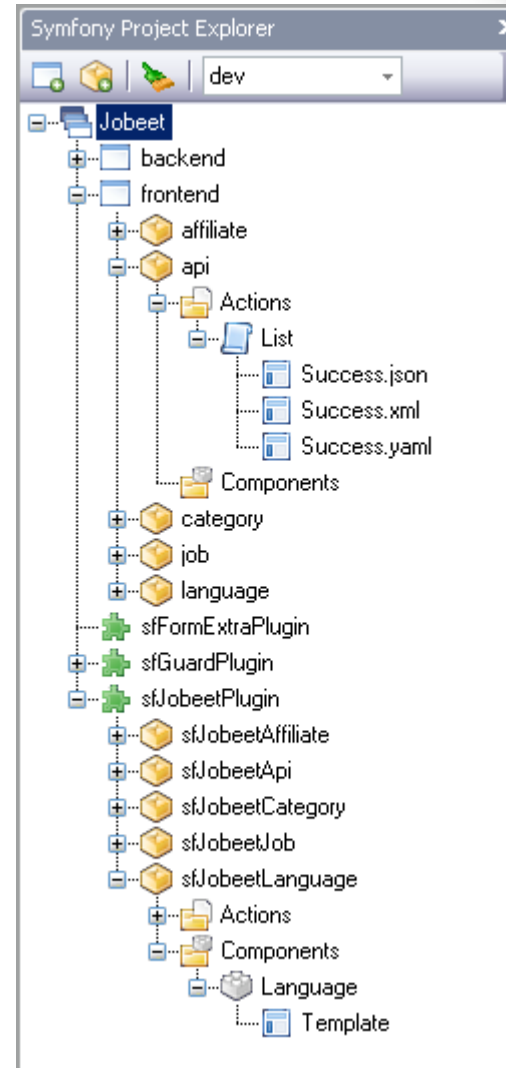 Symfony Project Explorer
dev
Jobeet
backend
frontend
affiliate
api
Actions
List
Success.json
Success.xml
Success.yaml
Components
category
job
language
sfFormExtraPlugin
sfGuardPlugin
sfJobeetPlugin
sfJobeetAffiliate
sfJobeetApi
sfJobeetCategory
sfJobeetJob
sfJobeetLanguage
Actions
Components
Language
Template